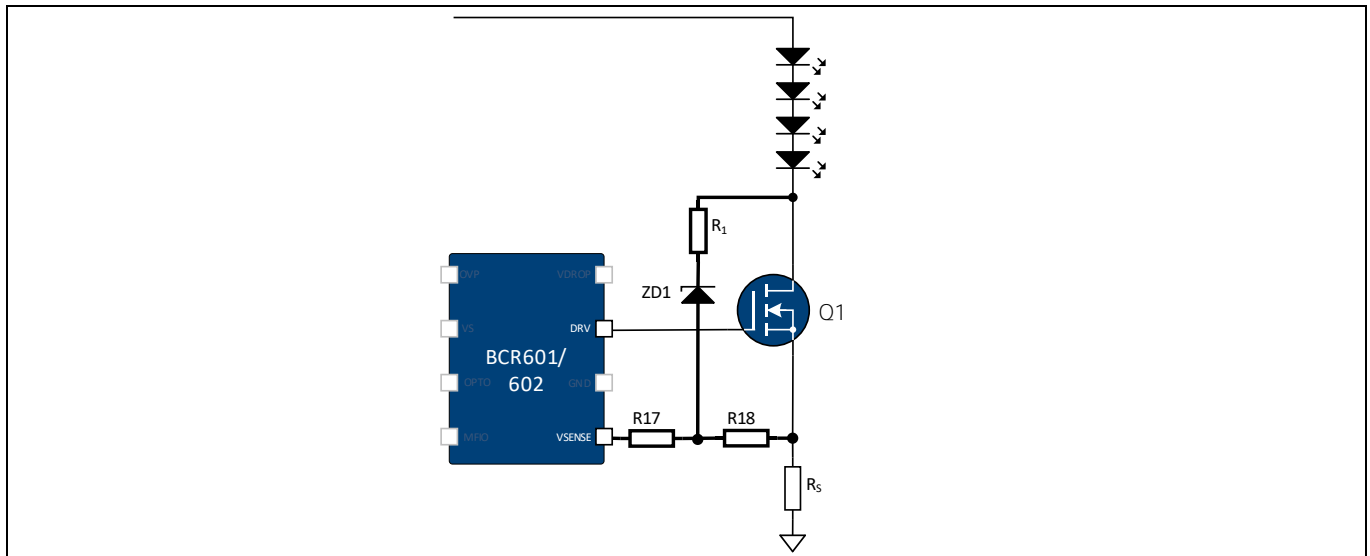 R1
ZD1
Q1
OVP
VDROP
VS
DRV
BCR601/
602
OPTO
GND
MFIO
VSENSE
R17
R18
RS